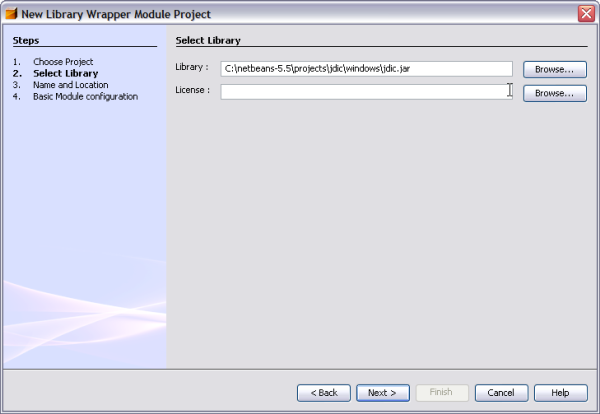 New Library Wrapper Module Project
Steps
1. Choose Project
2. Select Library
3. Name and Location
4. Basic Module configuration
Select Library
Library : C:\netbeans-5.5\projects\jdic\windows\jdic.jar Browse...
License : Browse...
< Back Next > Finish Cancel Help